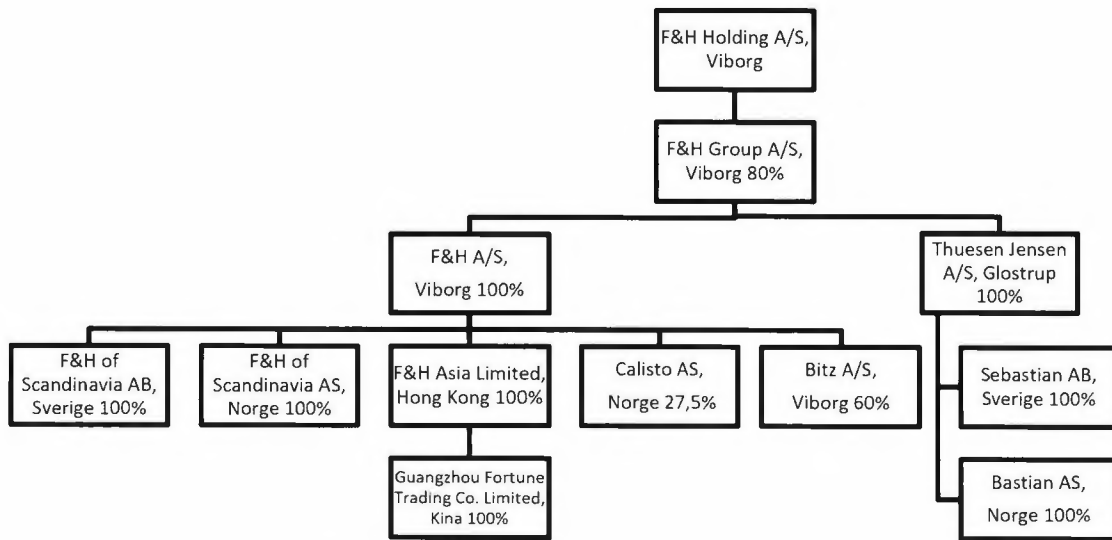 F&H Holding A/S,
Viborg
F&H Group A/S,
Viborg 80%
F&H A/S,
Viborg 100%
Thuesen Jensen
A/S, Glostrup
100%
F&H of
Scandinavia AB,
Sverige 100%
F&H of
Scandinavia AS,
Norge 100%
F&H Asia Limited,
Hong Kong 100%
Calisto AS,
Norge 27,5%
Bitz A/S,
Viborg 60%
Sebastian AB,
Sverige 100%
Guangzhou Fortune
Trading Co. Limited,
Kina 100%
Bastian AS,
Norge 100%